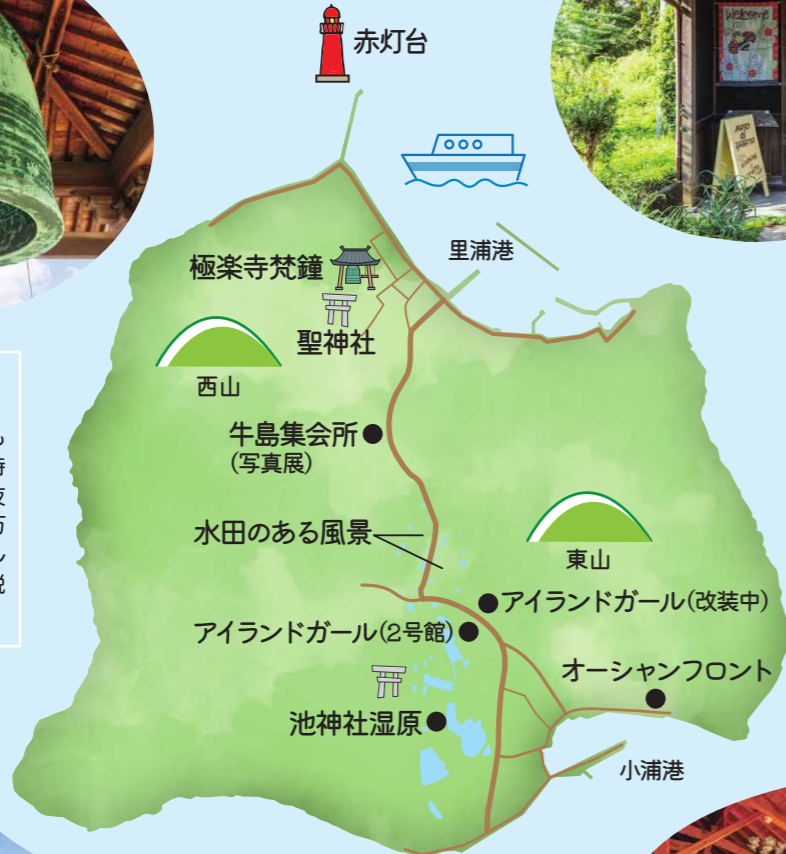 赤灯台
Welcome
里浦港
極楽寺梵鐘
聖神社
西山
牛島集会所
(写真展)
水田のある風景
東山
アイランドガール(改装中)
アイランドガール(2号館)
オーシャンフロント
池神社湿原
小浦港